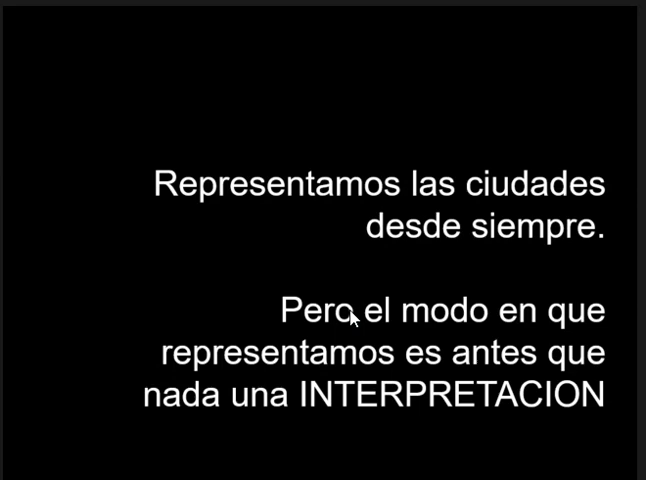 Representamos las ciudades
desde siempre.
Pero el modo en que
representamos es antes que
nada una INTERPRETACION